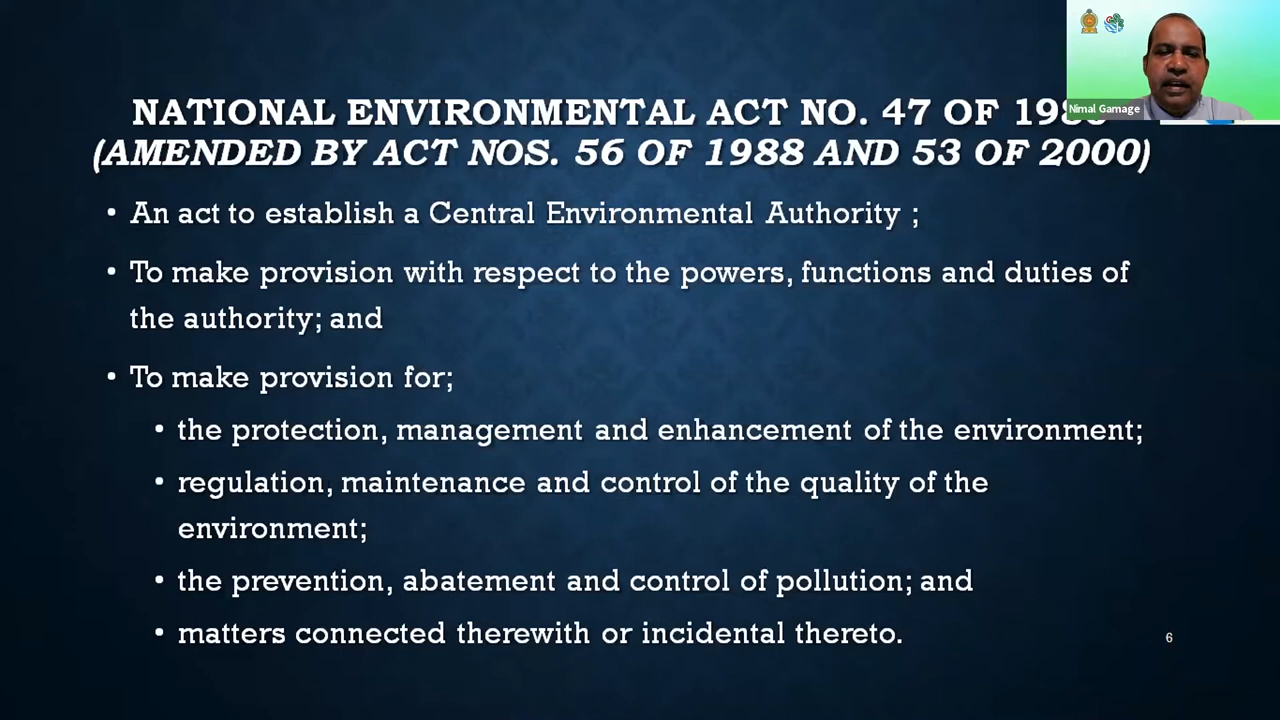 NATIONAL ENVIRONMENTAL ACT NO. 47 OF
(AMENDED BY ACT NOS. 56 OF 1988 AND 53 OF 2000)
• An act to establish a Central Environmental Authority ;
• To make provision with respect to the powers, functions and duties of
the authority; and
• To make provision for;
• the protection, management and enhancement of the environment;
• regulation, maintenance and control of the quality of the
environment;
• the prevention, abatement and control of pollution; and
• matters connected therewith or incidental thereto.
6
Nimal Gamage